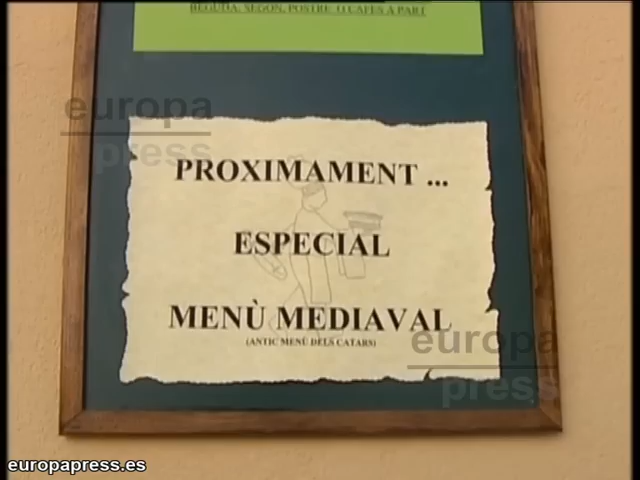 BEGUDA, SEGON, POSTRE O CAFÈS A PART
europa
press
PROXIMAMENT ...
ESPECIAL
MENÙ MEDIAVAL
(ANTIC MENÚ DELS CATARS)
europa
press
europapress.es